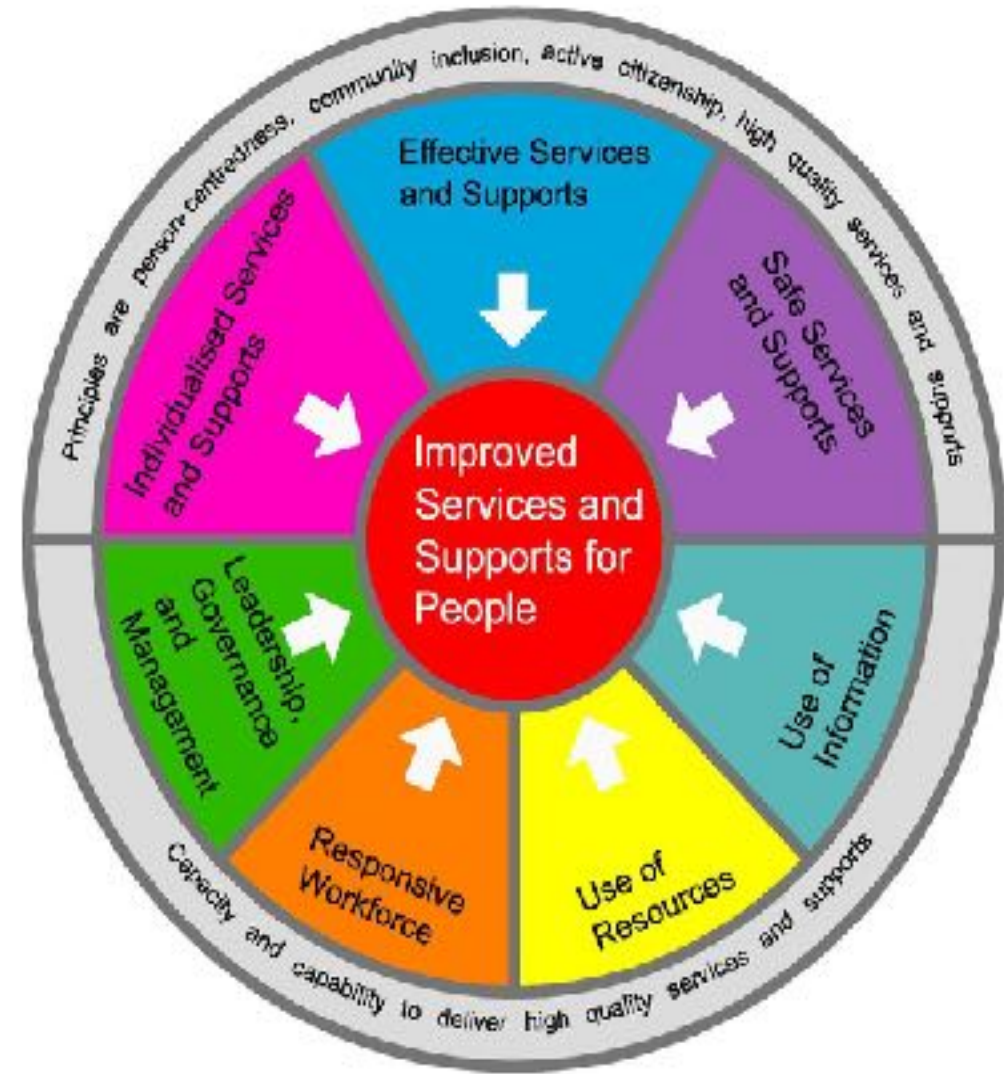 Principles are person-centredness, community inclusion, active citizenship, high quality services and supports
Effective Services
and Supports
Safe Services
and Supports
Individualised Services
and Supports
Improved
Services and
Supports for
People
Leadership,
Governance
and
Management
Use of
Information
Responsive
Workforce
Use of
Resources
Capacity and capability to deliver high quality services and supports